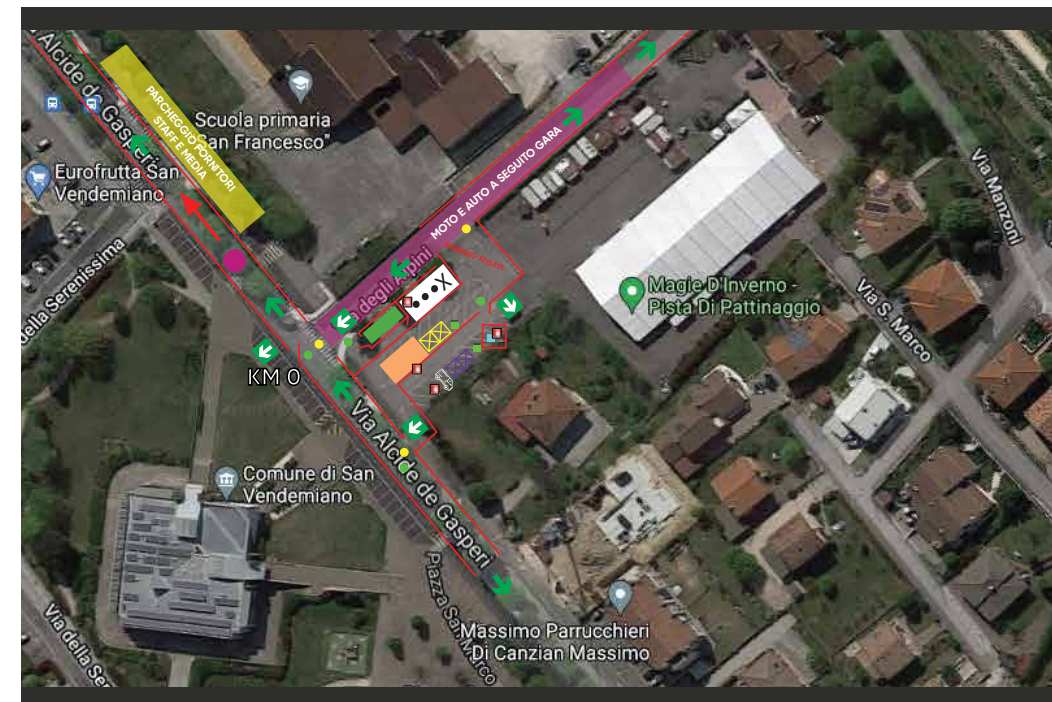 Via Alcide de Gasperi
PARCHEGGIO FORNITORI
STAFF E MEDIA
Scuola primaria
San Francesco"
Eurofrutta San
Vendemiano
della Serenissima
MOTO E AUTO A SEGUITO GARA
degli Alpini
X
Via Manzoni
Magie D'Inverno -
Pista Di Pattinaggio
Via S. Marco
KM 0
Via Alcide de Gasperi
Comune di San
Vendemiano
Piazza San Marco
Massimo Parrucchieri
Di Canzian Massimo
Via della Ser